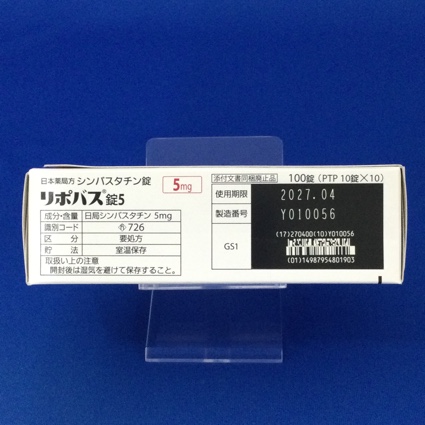 日本薬局方 シンバスタチン錠
リポバス®錠5
5mg
成分・含量 日局シンバスタチン 5mg
識別コード 726
区 分 要処方
貯 法 室温保存
取扱い上の注意
開封後は湿気を避けて保存すること。
添付文書同梱廃止品 100錠(PTP 10錠×10)
使用期限 2027.04
製造番号 Y010056
GS1
(17)270400(10)Y010056
(01)14987954801903